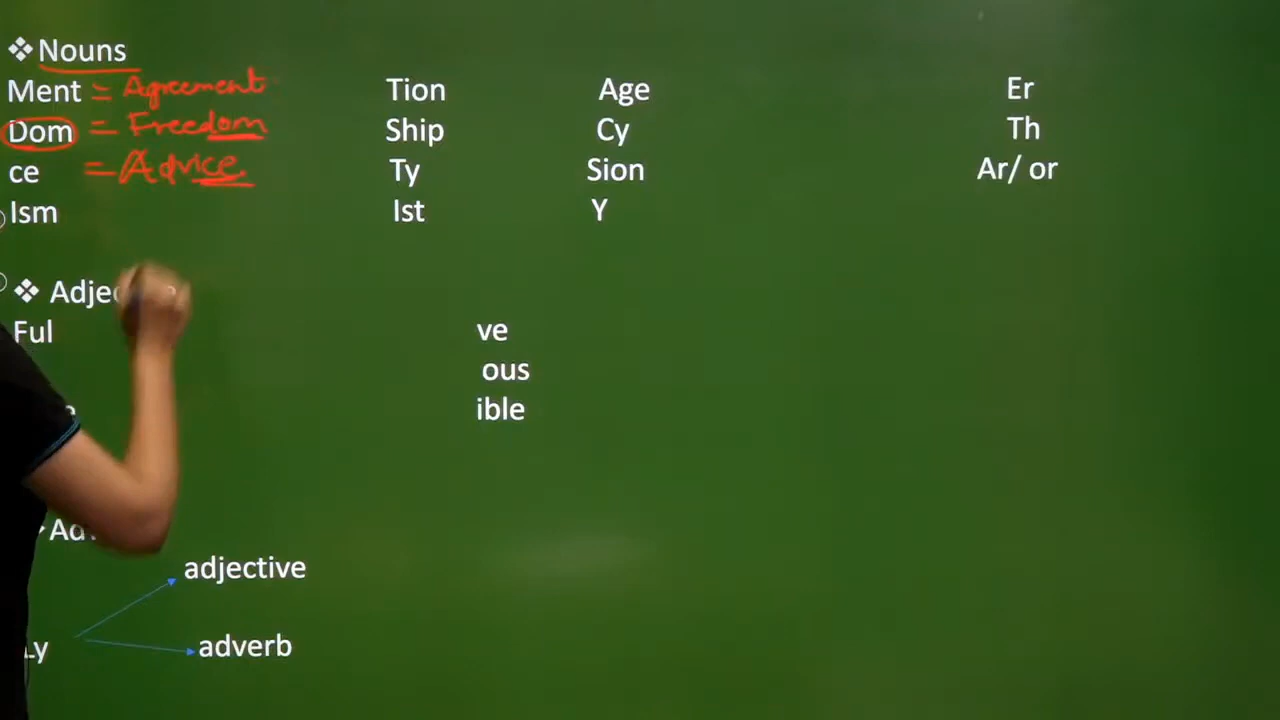 ❖ Nouns
Ment = Agreement Tion Age Er
Dom = Freedom Ship Cy Th
ce = Advice Ty Sion Ar/ or
Ism Ist Y
❖
Ful ve
ous
ible
adjective
Ly
adverb